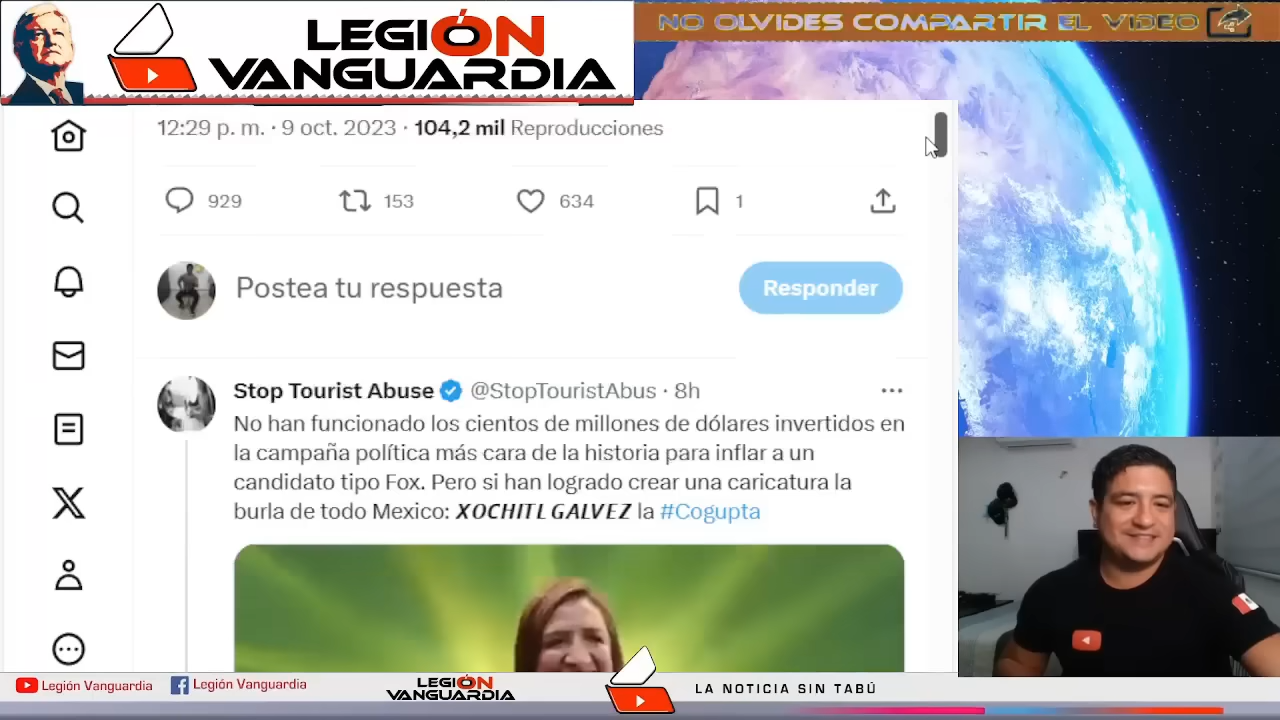 LEGIÓN
VANGUARDIA
NO OLVIDES COMPARTIR EL VIDEO
12:29 p. m. · 9 oct. 2023 · 104,2 mil Reproducciones
929 153 634 1
Postea tu respuesta
Responder
Stop Tourist Abuse @StopTouristAbus · 8h
No han funcionado los cientos de millones de dólares invertidos en
la campaña política más cara de la historia para inflar a un
candidato tipo Fox. Pero si han logrado crear una caricatura la
burla de todo Mexico: XOCHITL GALVEZ la #Cogupta
Legión Vanguardia
Legión Vanguardia
LEGIÓN
VANGUARDIA
LA NOTICIA SIN TABÚ